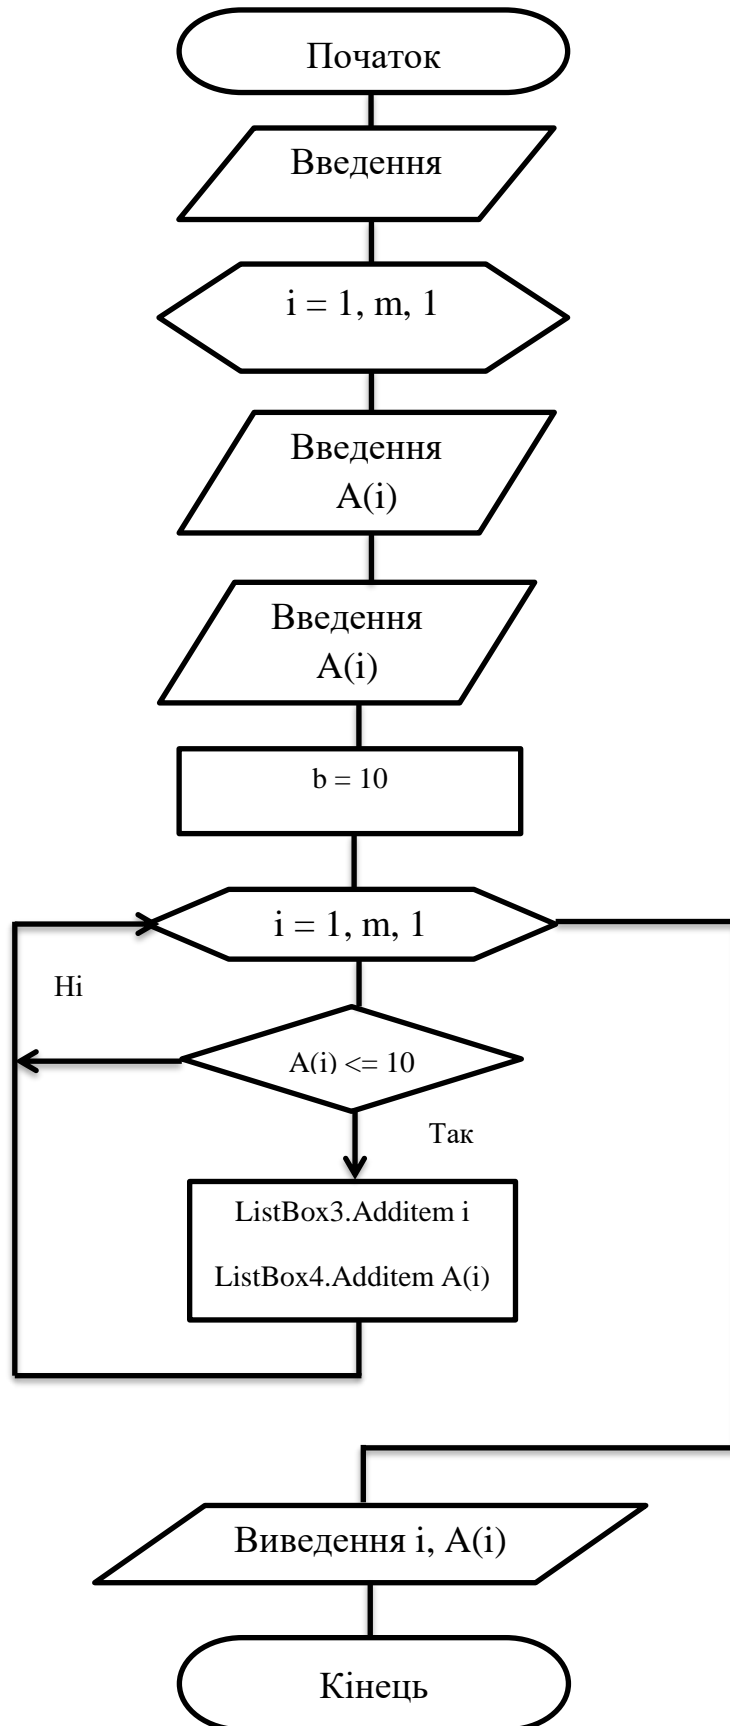 Початок
Введення
i = 1, m, 1
Введення
A(i)
Введення
A(i)
b = 10
i = 1, m, 1
Ні
A(i) <= 10
Так
ListBox3.Additem i
ListBox4.Additem A(i)
Виведення i, A(i)
Кінець